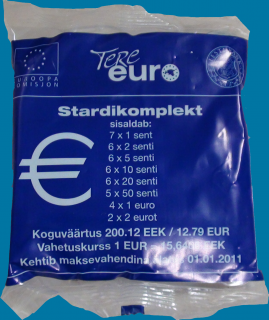 Tere
euro
EUROOPA
KOMISJON
Stardikomplekt
sisaldab:
7 x 1 sent
6 x 2 senti
6 x 5 senti
6 x 10 senti
6 x 20 senti
5 x 50 senti
4 x 1 euro
2 x 2 eurot
€
Koguväärtus 200.12 EEK / 12.79 EUR
Vahetuskurss 1 EUR EEK
Kehtib maksevahendina 01.01.2011